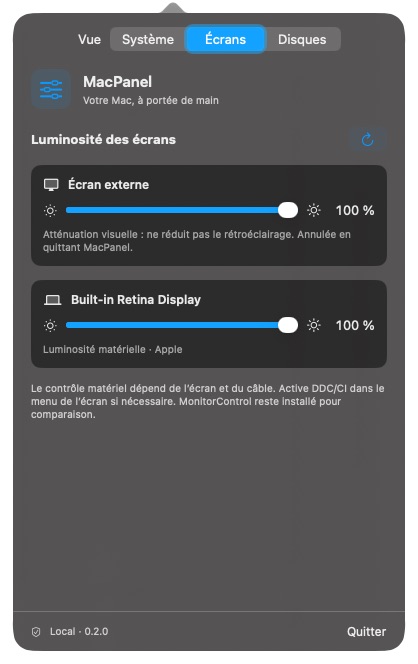 Vue Système Écrans Disques
MacPanel
Votre Mac, à portée de main
Luminosité des écrans
Écran externe
100 %
Atténuation visuelle : ne réduit pas le rétroéclairage. Annulée en
quittant MacPanel.
Built-in Retina Display
100 %
Luminosité matérielle · Apple
Le contrôle matériel dépend de l'écran et du câble. Active DDC/CI dans le
menu de l'écran si nécessaire. MonitorControl reste installé pour
comparaison.
Local · 0.2.0 Quitter